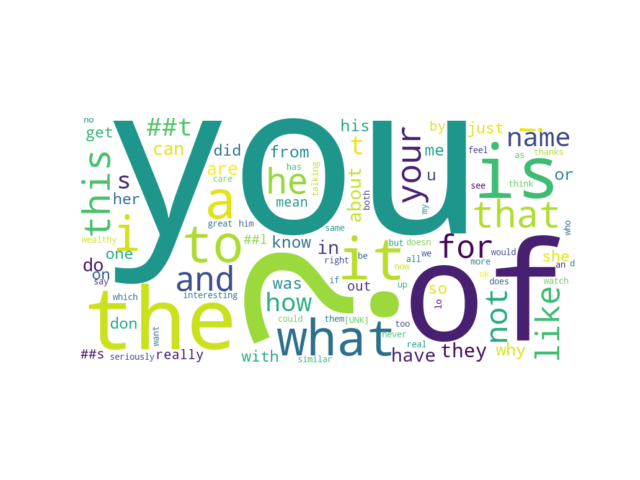 no
get
##t
can
did
from
his
t
by
me
just
feel
as
thanks
name
you
this
s
her
are
care
has
mean
he
talking
about
both
your
u
my
see
think
is
or
that
who
i
a
great
him
same
wealthy
one
do
on
say
to
##l
know
in
right
be
it
but
doesn
all
we
now
for
would
more
she
an
d
which
and
interesting
was
how
if
out
up
of
so
lo
ok
does
not
watch
like
the
?
don
want
could
them
[UNK]
too
never
what
real
##s
seriously
really
with
similar
have
they
why